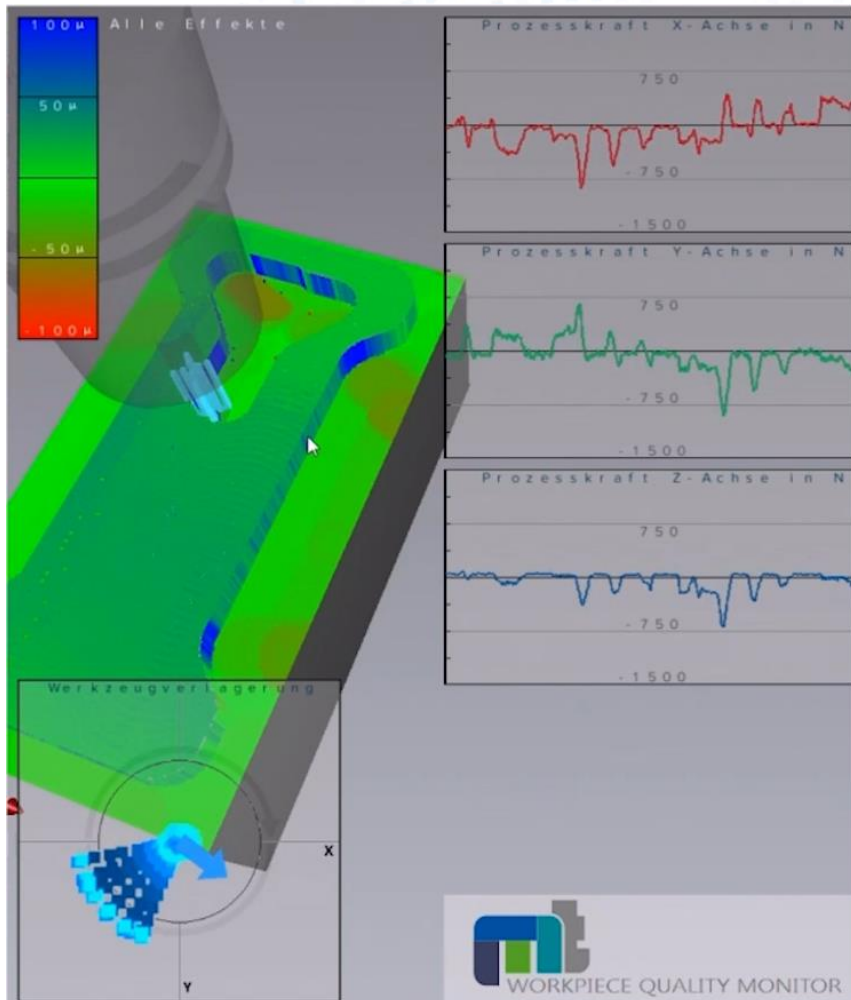 100µ
Alle Effekte
50µ
-50µ
-100µ
Prozesskraft X-Achse in N
750
-750
-1500
Prozesskraft Y-Achse in N
750
-750
-1500
Prozesskraft Z-Achse in N
750
-750
-1500
Werkzeugverlagerung
X
Y
WORKPIECE QUALITY MONITOR